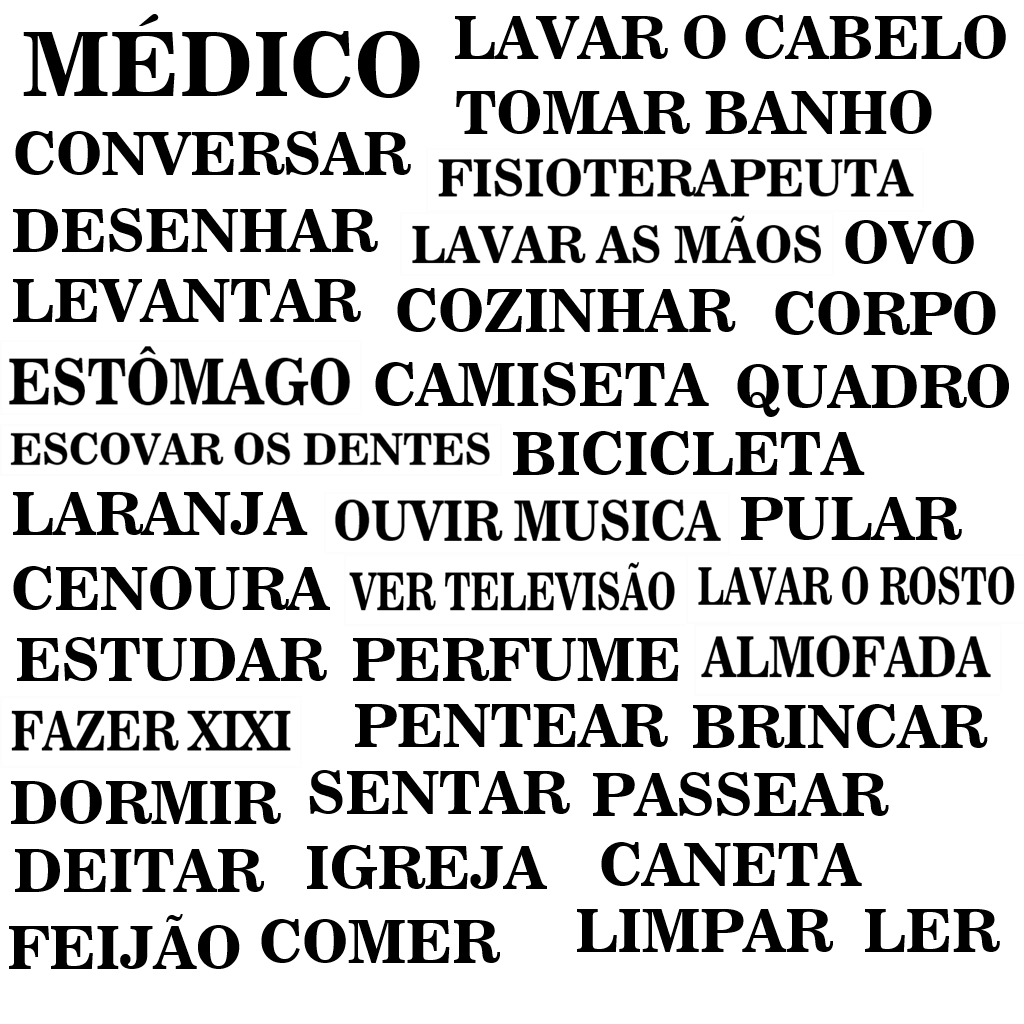 MÉDICO LAVAR O CABELO
TOMAR BANHO
CONVERSAR FISIOTERAPEUTA
DESENHAR LAVAR AS MÃOS OVO
LEVANTAR COZINHAR CORPO
ESTÔMAGO CAMISETA QUADRO
ESCOVAR OS DENTES BICICLETA
LARANJA OUVIR MUSICA PULAR
CENOURA VER TELEVISÃO LAVAR O ROSTO
ESTUDAR PERFUME ALMOFADA
FAZER XIXI PENTEAR BRINCAR
DORMIR SENTAR PASSEAR
DEITAR IGREJA CANETA
FEIJÃO COMER LIMPAR LER